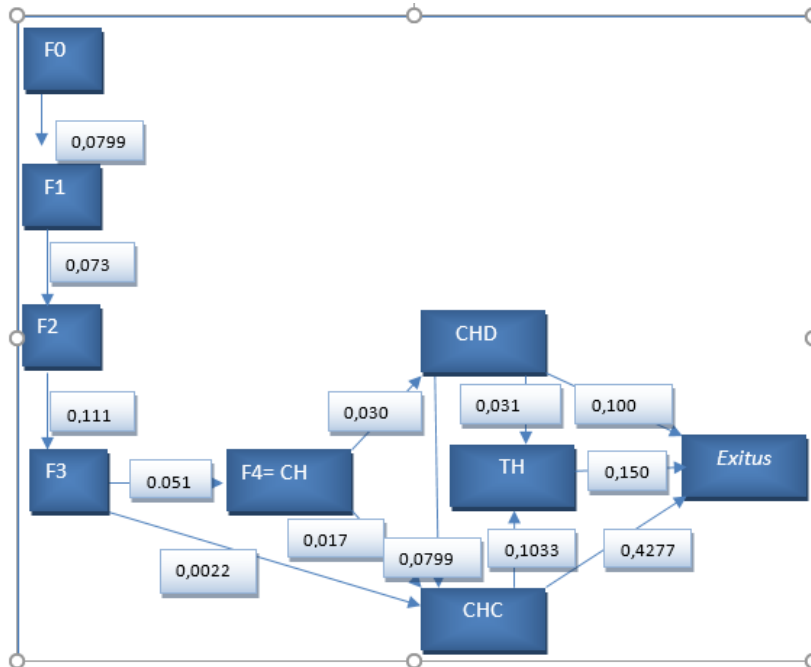 F0
0,0799
F1
0,073
F2
CHD
0,030
0,031
0,100
0,111
F3
0.051
F4= CH
TH
0,150
Exitus
0,017
0,0799
0,1033
0,4277
0,0022
CHC